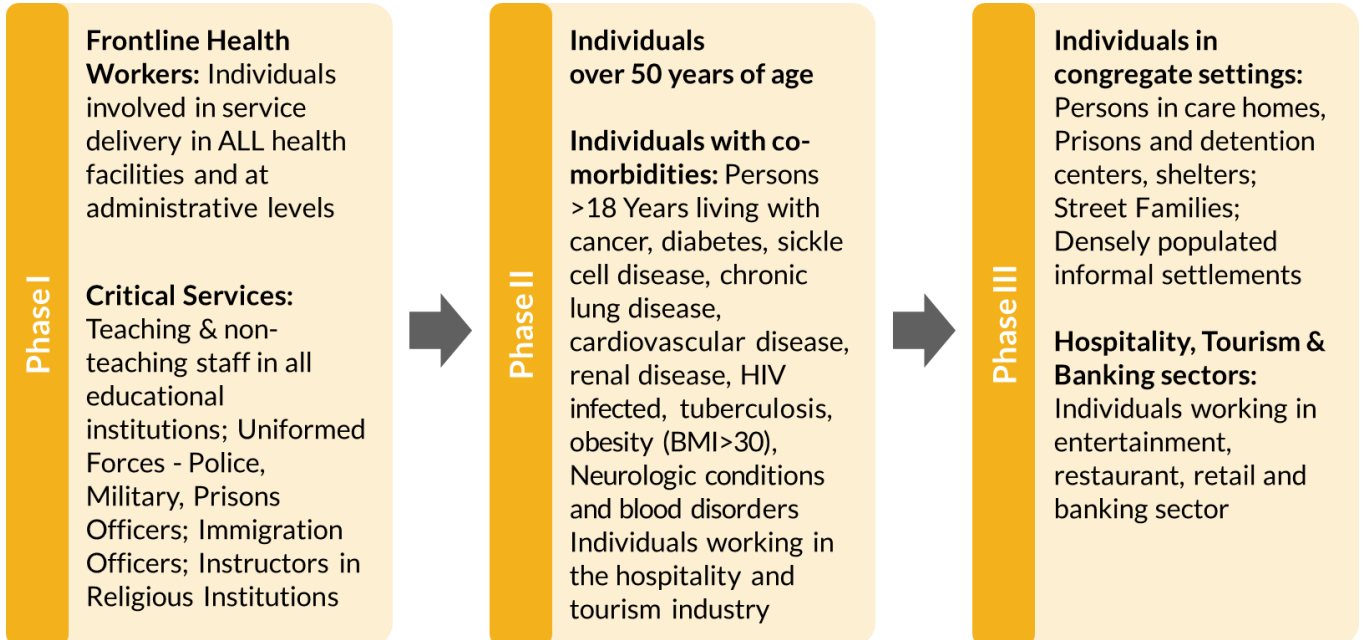 Phase I
Frontline Health
Workers: Individuals
involved in service
delivery in ALL health
facilities and at
administrative levels
Critical Services:
Teaching & non-
teaching staff in all
educational
institutions; Uniformed
Forces - Police,
Military, Prisons
Officers; Immigration
Officers; Instructors in
Religious Institutions
Phase II
Individuals
over 50 years of age
Individuals with co-
morbidities: Persons
>18 Years living with
cancer, diabetes, sickle
cell disease, chronic
lung disease,
cardiovascular disease,
renal disease, HIV
infected, tuberculosis,
obesity (BMI>30),
Neurologic conditions
and blood disorders
Individuals working in
the hospitality and
tourism industry
Phase III
Individuals in
congregate settings:
Persons in care homes,
Prisons and detention
centers, shelters;
Street Families;
Densely populated
informal settlements
Hospitality, Tourism &
Banking sectors:
Individuals working in
entertainment,
restaurant, retail and
banking sector